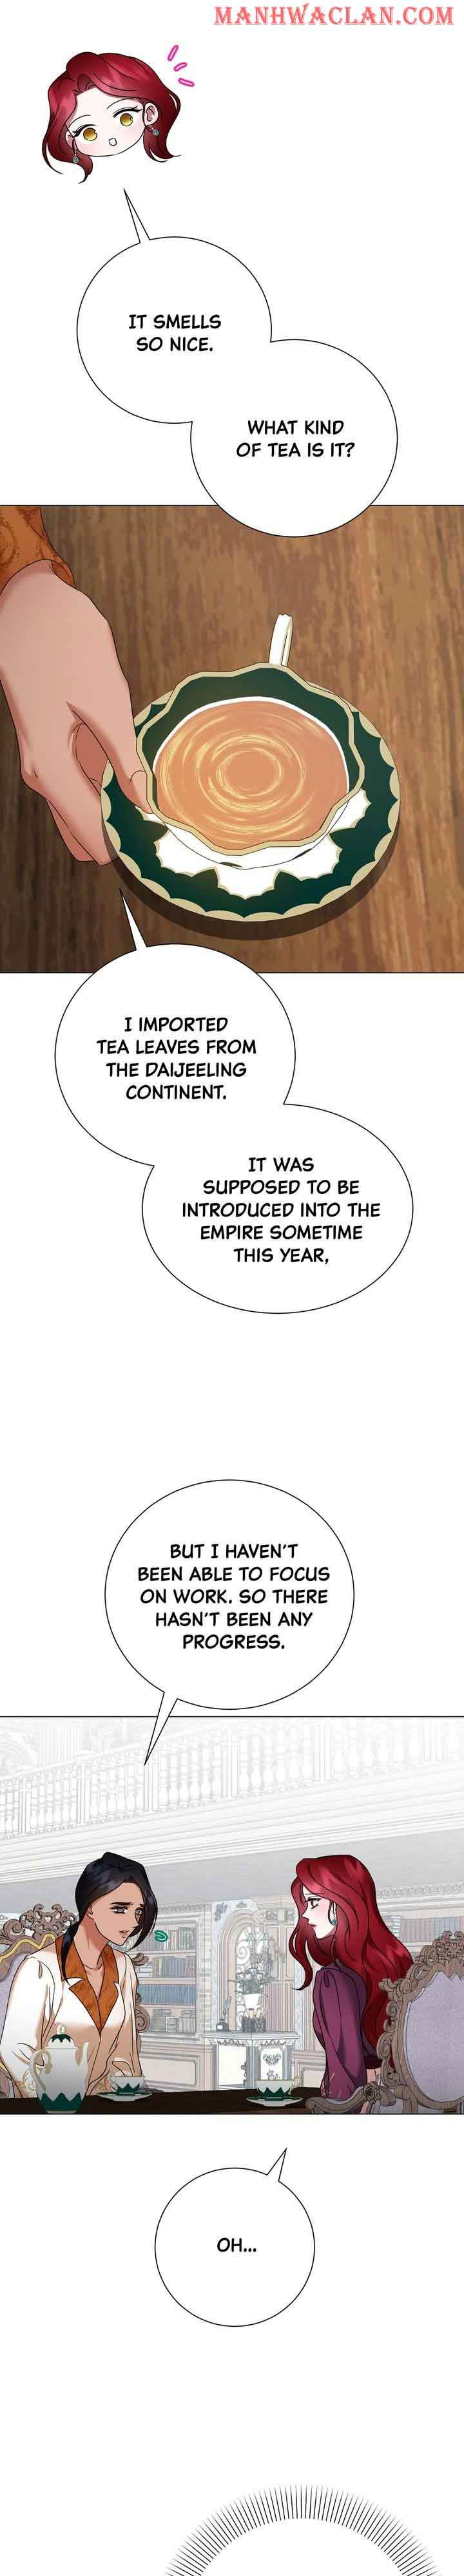 MANHWACLAN.COM
IT SMELLS
SO NICE.
WHAT KIND
OF TEA IS IT?
I IMPORTED
TEA LEAVES FROM
THE DAIJEELING
CONTINENT.
IT WAS
SUPPOSED TO BE
INTRODUCED INTO THE
EMPIRE SOMETIME
THIS YEAR,
BUT I HAVEN'T
BEEN ABLE TO FOCUS
ON WORK. SO THERE
HASN'T BEEN ANY
PROGRESS.
OH...